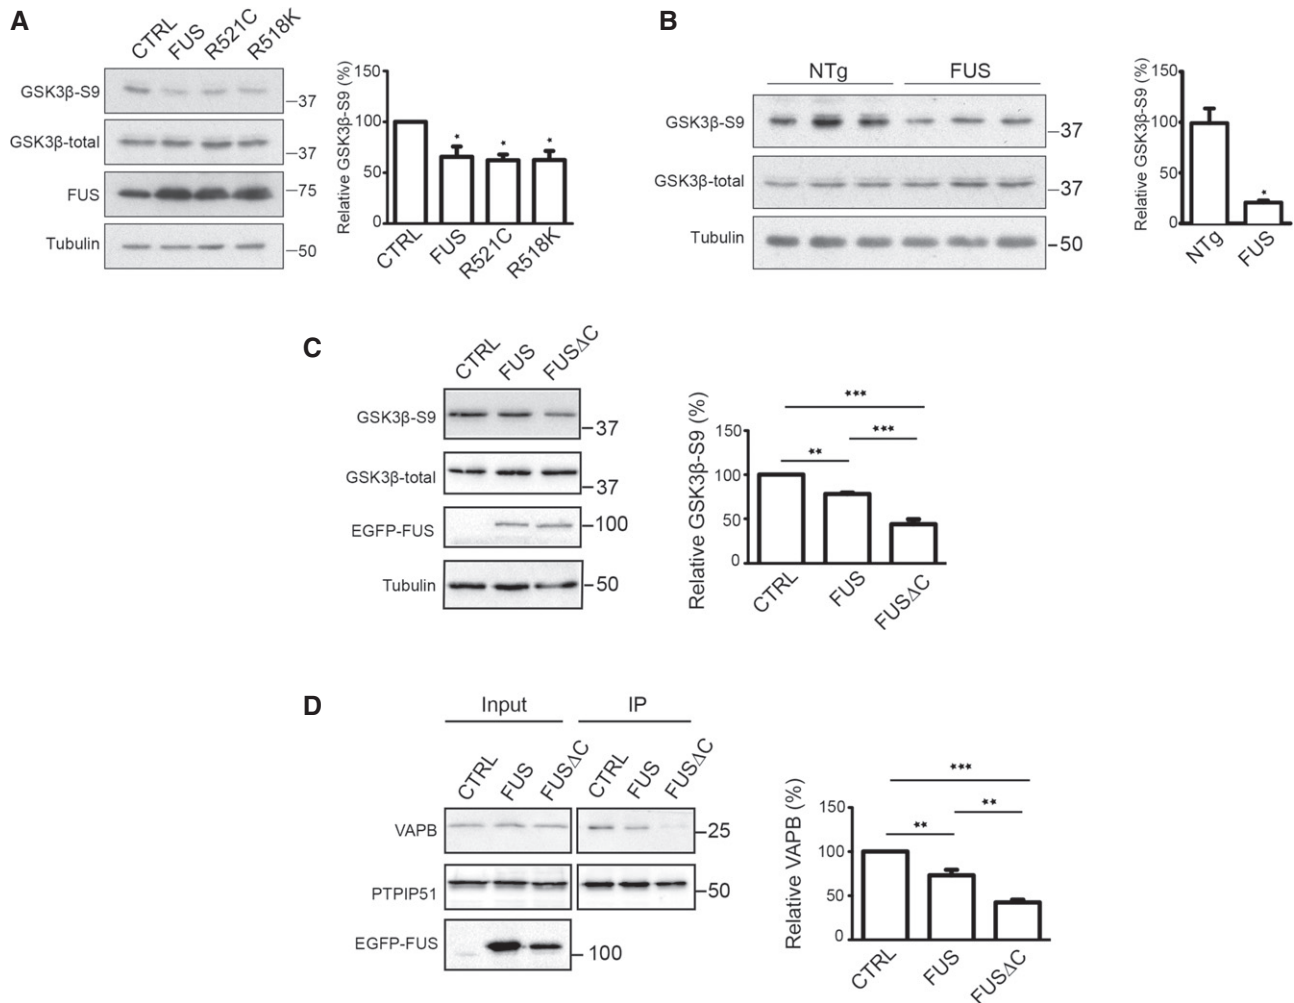 A
CTRL FUS R521C R518K
GSK3β-S9
37
GSK3β-total
37
FUS
75
Tubulin
50
Relative GSK3β-S9 (%)
150
100
50
0
* * *
CTRL FUS R521C R518K
B
NTg FUS
GSK3β-S9
37
GSK3β-total
37
Tubulin
50
Relative GSK3β-S9 (%)
150
100
50
0
*
NTg FUS
C
CTRL FUS FUSΔC
GSK3β-S9
37
GSK3β-total
37
EGFP-FUS
100
Tubulin
50
Relative GSK3β-S9 (%)
***
***
**
150
100
50
0
CTRL FUS FUSΔC
D
Input IP
CTRL FUS FUSΔC CTRL FUS FUSΔC
VAPB
25
PTPIP51
50
EGFP-FUS
100
Relative VAPB (%)
***
**
**
150
100
50
0
CTRL FUS FUSΔC